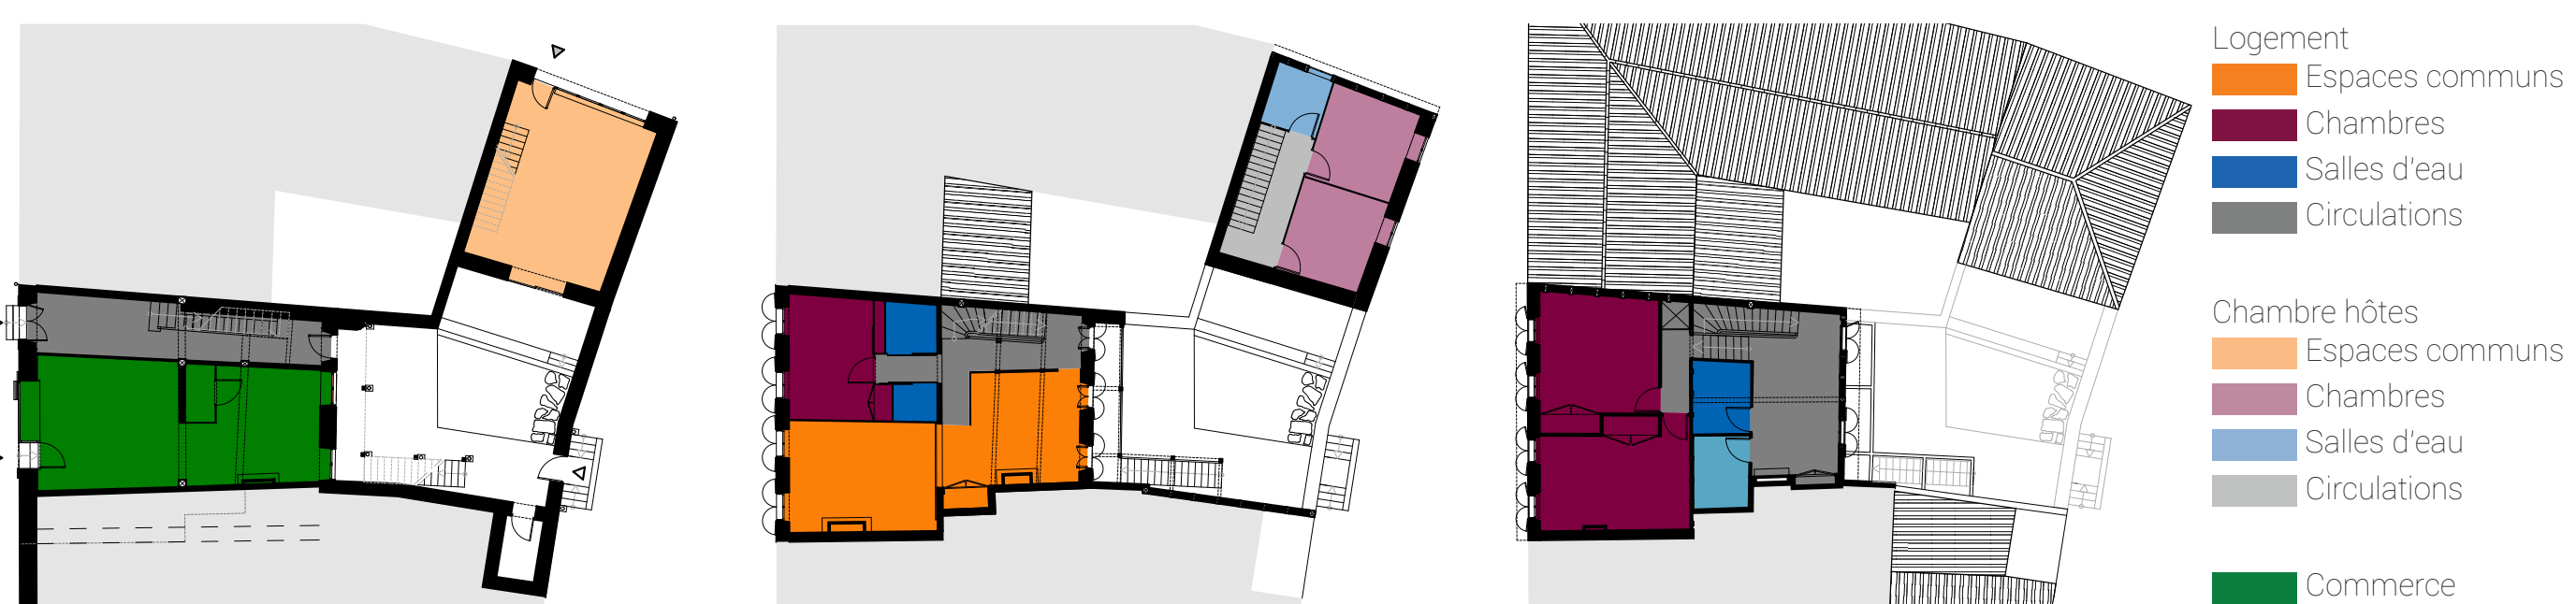 Logement
Espaces communs
Chambres
Salles d'eau
Circulations
Chambre hôtes
Espaces communs
Chambres
Salles d'eau
Circulations
Commerce